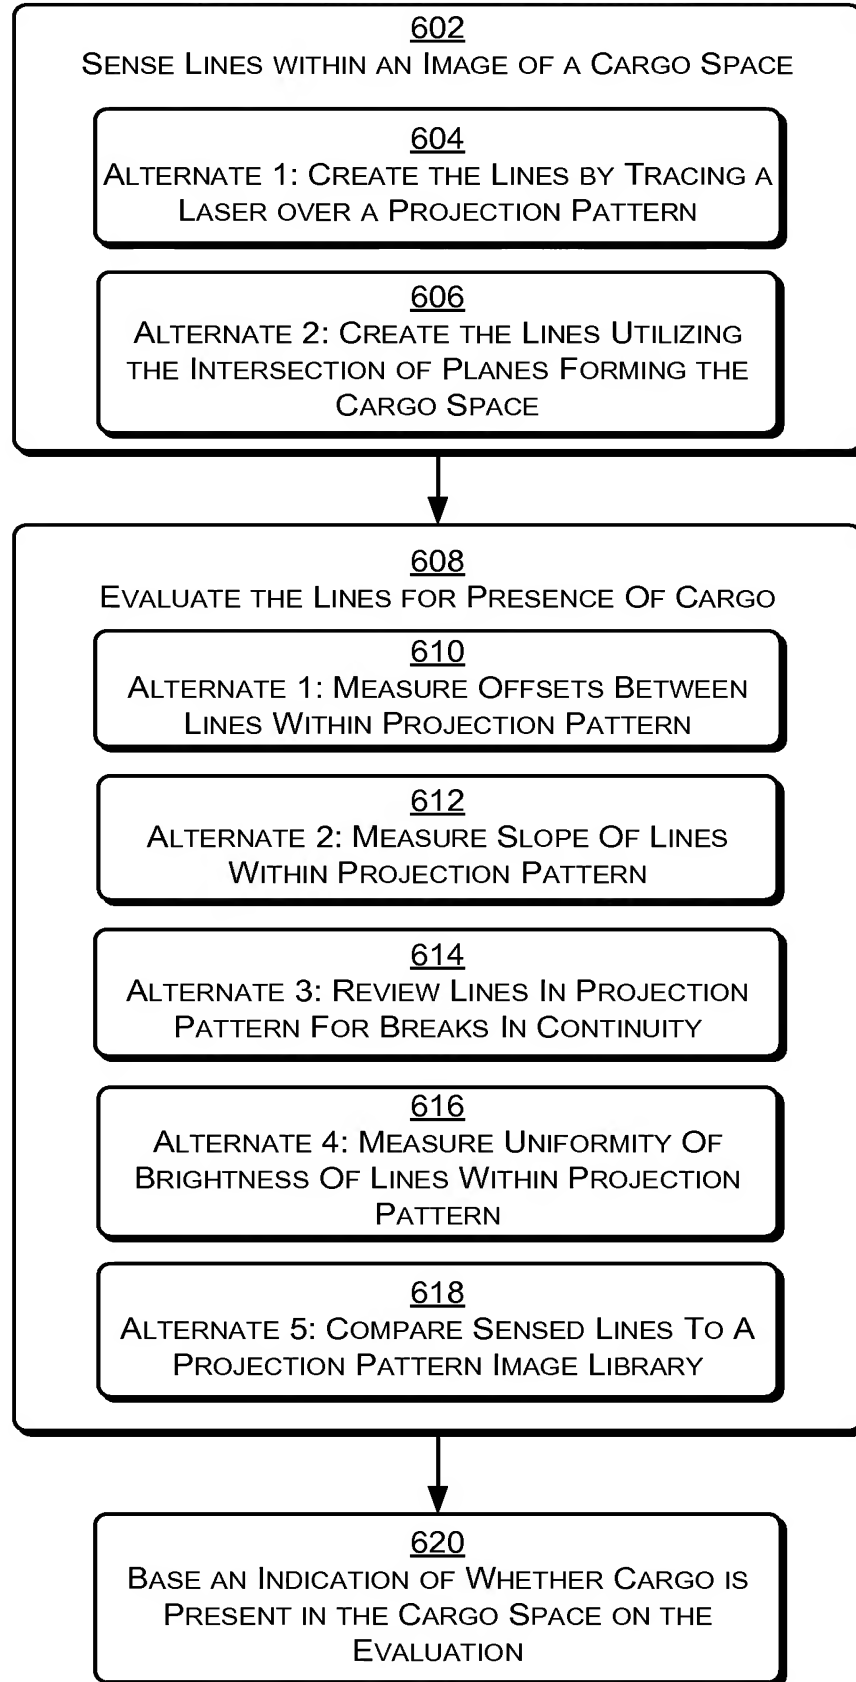 602
SENSE LINES WITHIN AN IMAGE OF A CARGO SPACE
604
ALTERNATE 1: CREATE THE LINES BY TRACING A
LASER OVER A PROJECTION PATTERN
606
ALTERNATE 2: CREATE THE LINES UTILIZING
THE INTERSECTION OF PLANES FORMING THE
CARGO SPACE
608
EVALUATE THE LINES FOR PRESENCE OF CARGO
610
ALTERNATE 1: MEASURE OFFSETS BETWEEN
LINES WITHIN PROJECTION PATTERN
612
ALTERNATE 2: MEASURE SLOPE OF LINES
WITHIN PROJECTION PATTERN
614
ALTERNATE 3: REVIEW LINES IN PROJECTION
PATTERN FOR BREAKS IN CONTINUITY
616
ALTERNATE 4: MEASURE UNIFORMITY OF
BRIGHTNESS OF LINES WITHIN PROJECTION
PATTERN
618
ALTERNATE 5: COMPARE SENSED LINES TO A
PROJECTION PATTERN IMAGE LIBRARY
620
BASE AN INDICATION OF WHETHER CARGO IS
PRESENT IN THE CARGO SPACE ON THE
EVALUATION